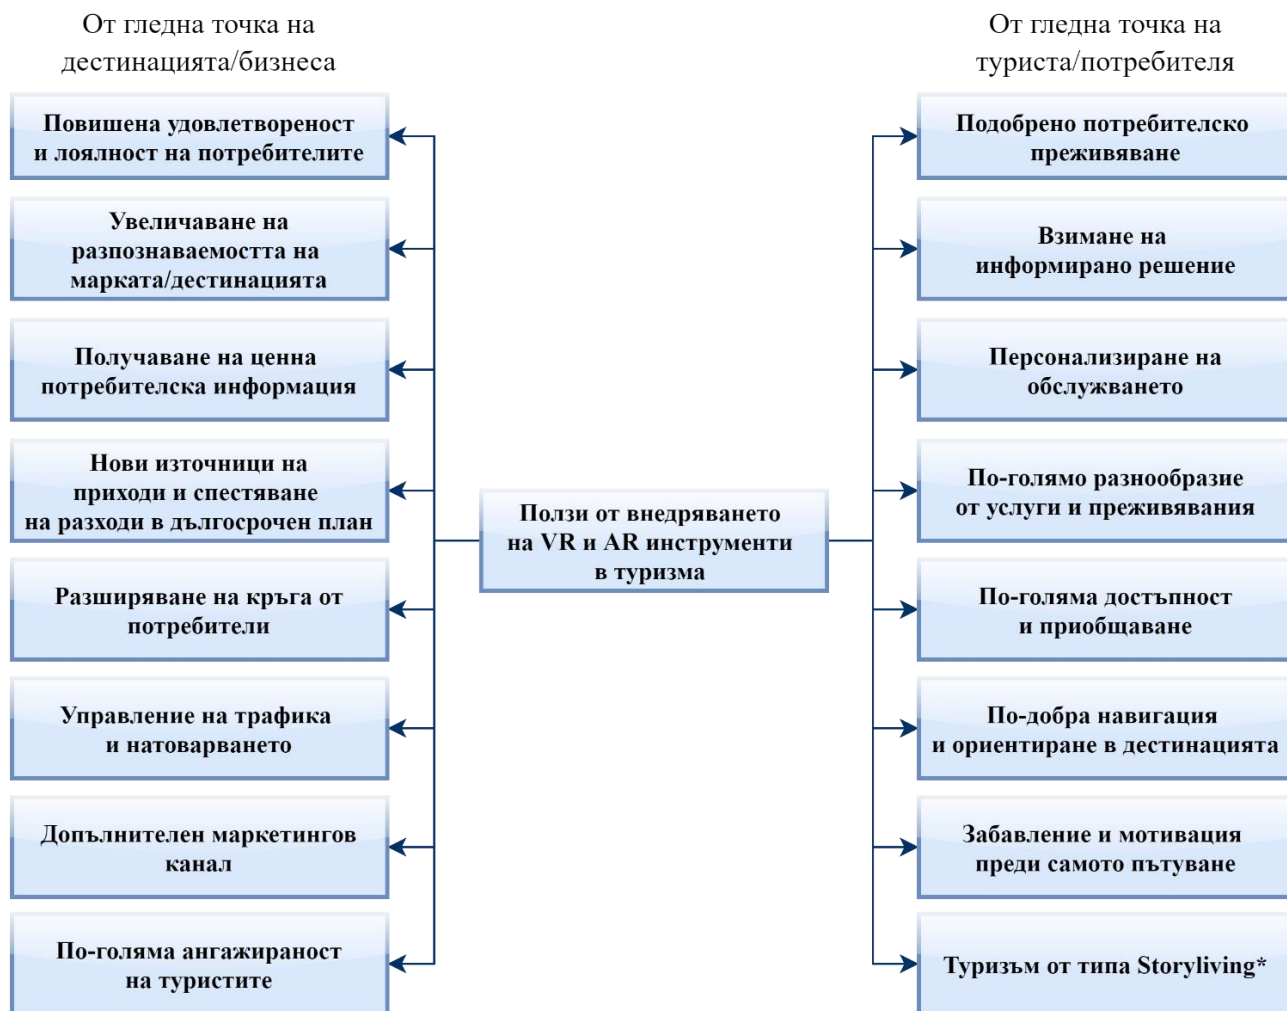 От гледна точка на
дестинацията/бизнеса
Повишена удовлетвореност
и лоялност на потребителите
Увеличаване на
разпознаваемостта на
марката/дестинацията
Получаване на ценна
потребителска информация
Нови източници на
приходи и спестяване
на разходи в дългосрочен план
Разширяване на кръга от
потребители
Управление на трафика
и натоварването
Допълнителен маркетингов
канал
По-голяма ангажираност
на туристите
Ползи от внедряването
на VR и AR инструменти
в туризма
От гледна точка на
туриста/потребителя
Подобрено потребителско
преживяване
Взимане на
информирано решение
Персонализиране на
обслужването
По-голямо разнообразие
от услуги и преживявания
По-голяма достъпност
и приобщаване
По-добра навигация
и ориентиране в дестинацията
Забавление и мотивация
преди самото пътуване
Туризъм от типа Storyliving*